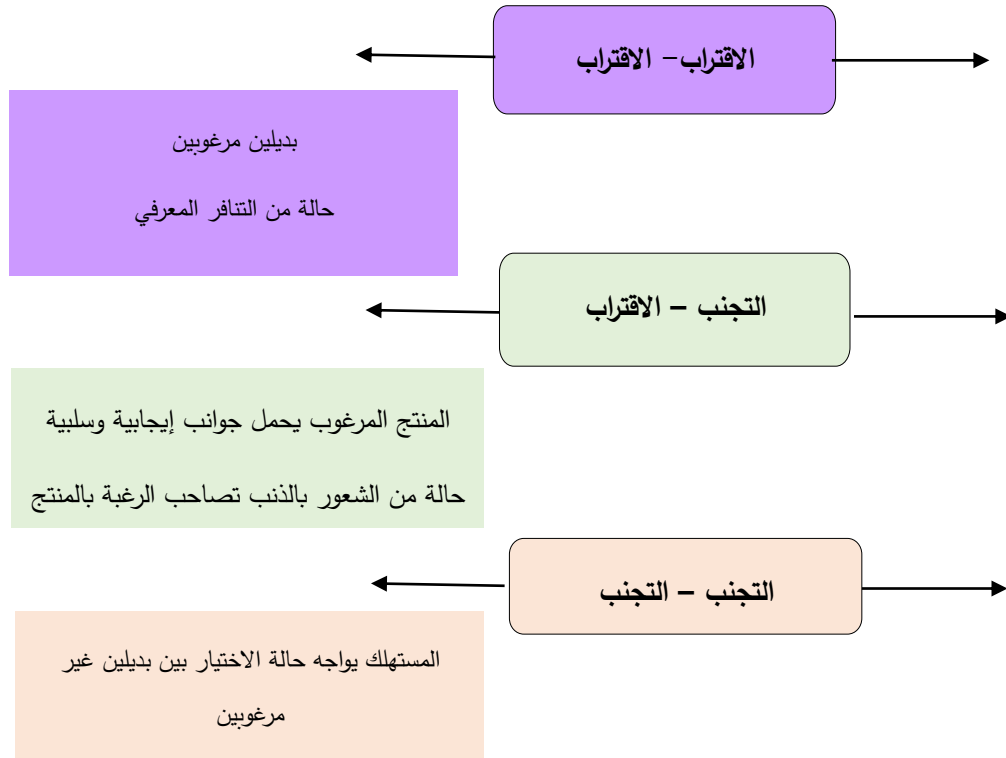 الاقتراب- الاقتراب
بديلين مرغوبين
حالة من التنافر المعرفي
التجنب – الاقتراب
المنتج المرغوب يحمل جوانب إيجابية وسلبية
حالة من الشعور بالذنب تصاحب الرغبة بالمنتج
التجنب – التجنب
المستهلك يواجه حالة الاختيار بين بديلين غير
مرغوبين